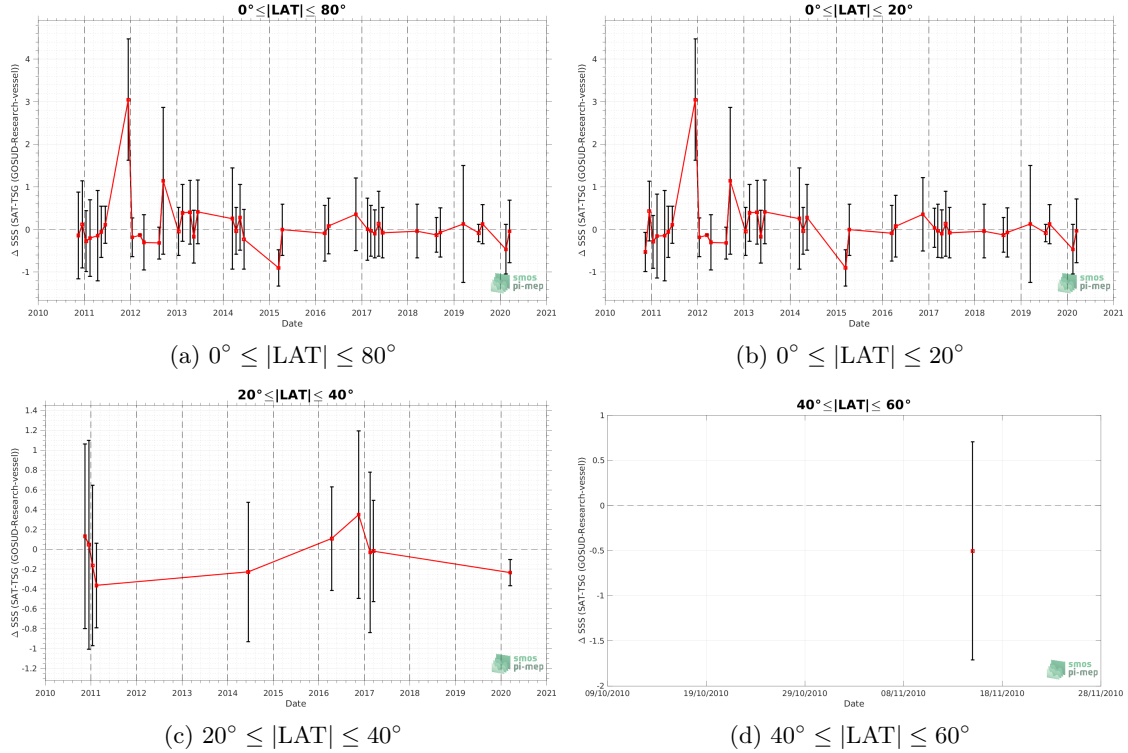 0°≤|LAT|≤ 80°
Δ SSS (SAT-TSG (GOSUD-Research-vessel))
4
3
2
1
0
-1
2010 2011 2012 2013 2014 2015 2016 2017 2018 2019 2020 2021
Date
smos
pi-mep
(a) 0° ≤ |LAT| ≤ 80°
0°≤|LAT|≤ 20°
Δ SSS (SAT-TSG (GOSUD-Research-vessel))
4
3
2
1
0
-1
2010 2011 2012 2013 2014 2015 2016 2017 2018 2019 2020 2021
Date
smos
pi-mep
(b) 0° ≤ |LAT| ≤ 20°
20°≤|LAT|≤ 40°
Δ SSS (SAT-TSG (GOSUD-Research-vessel))
1.4
1.2
1
0.8
0.6
0.4
0.2
0
-0.2
-0.4
-0.6
-0.8
-1
-1.2
2010 2011 2012 2013 2014 2015 2016 2017 2018 2019 2020 2021
Date
smos
pi-mep
(c) 20° ≤ |LAT| ≤ 40°
40°≤|LAT|≤ 60°
Δ SSS (SAT-TSG (GOSUD-Research-vessel))
1
0.5
0
-0.5
-1
-1.5
-2
09/10/2010 19/10/2010 29/10/2010 08/11/2010 18/11/2010 28/11/2010
Date
smos
pi-mep
(d) 40° ≤ |LAT| ≤ 60°